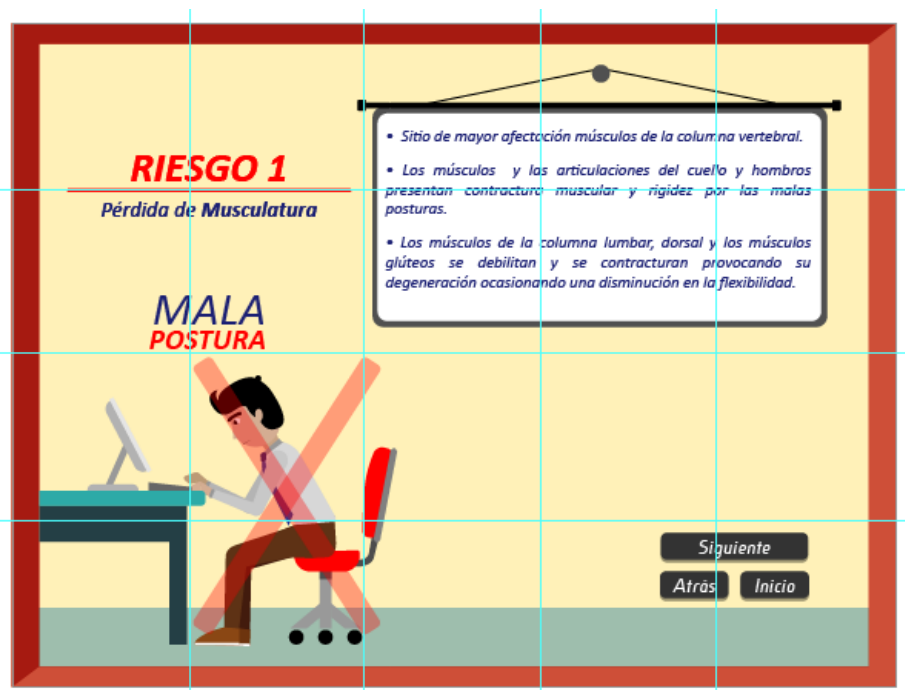 RIESGO 1
Pérdida de Musculatura
MALA
POSTURA
• Sitio de mayor afectación músculos de la columna vertebral.
• Los músculos y las articulaciones del cuello y hombros
presentan contractura muscular y rigidez por las malas
posturas.
• Los músculos de la columna lumbar, dorsal y los músculos
glúteos se debilitan y se contracturan provocando su
degeneración ocasionando una disminución en la flexibilidad.
Siguiente
Atrás Inicio